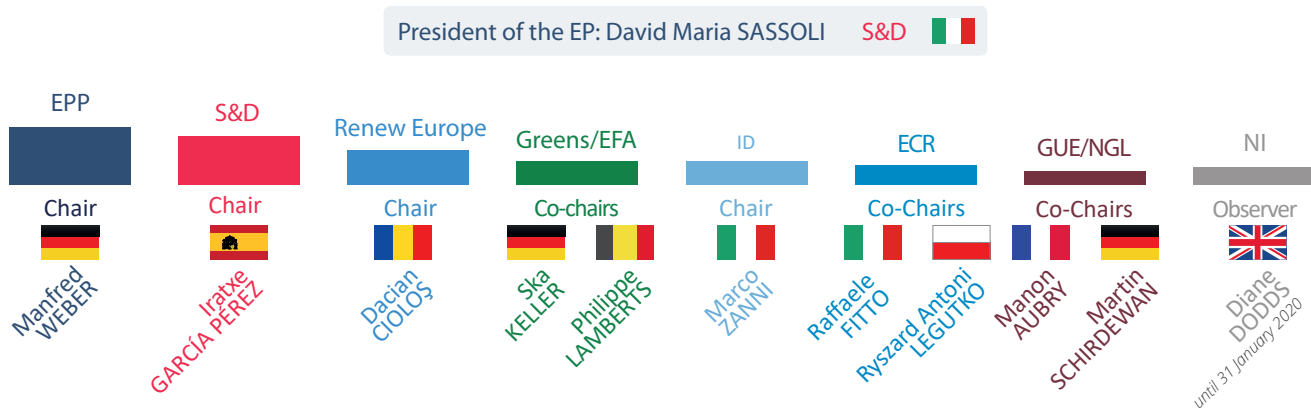 President of the EP: David Maria SASSOLI S&D
EPP
S&D
Renew Europe
Greens/EFA
ID
ECR
GUE/NGL
NI
Chair
Chair
Chair
Co-chairs
Chair
Co-Chairs
Co-Chairs
Observer
Manfred
WEBER
Iratxe
GARCÍA PÉREZ
Dacian
CIOLOŞ
Ska
KELLER
Philippe
LAMBERTS
Marco
ZANNI
Raffaele
FITTO
Ryszard Antoni
LEGUTKO
Manon
AUBRY
Martin
SCHIRDEWAN
Diane
DODDS
until 31 January 2020